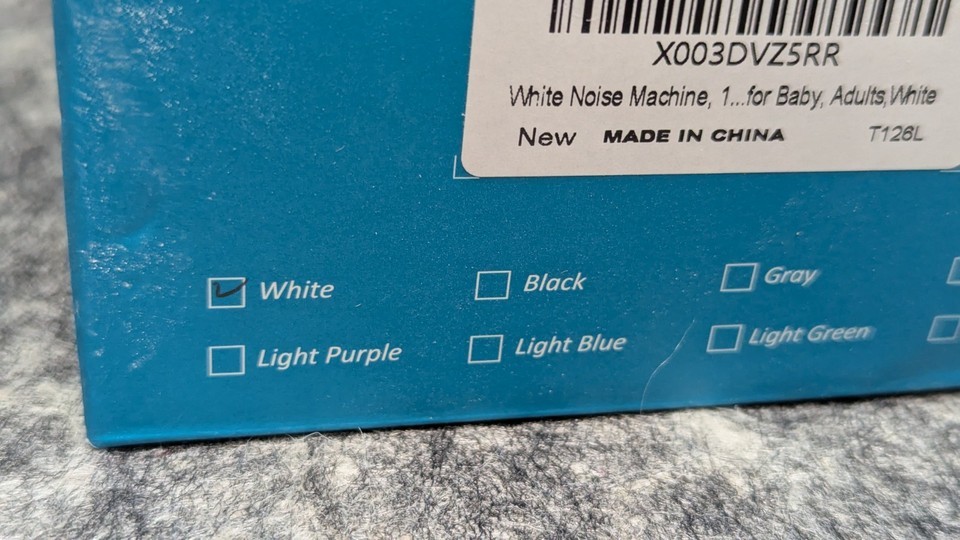 X003DVZ5RR
White Noise Machine, 1...for Baby, Adults,White
New MADE IN CHINA T126L
White Black Gray
Light Purple Light Blue Light Green